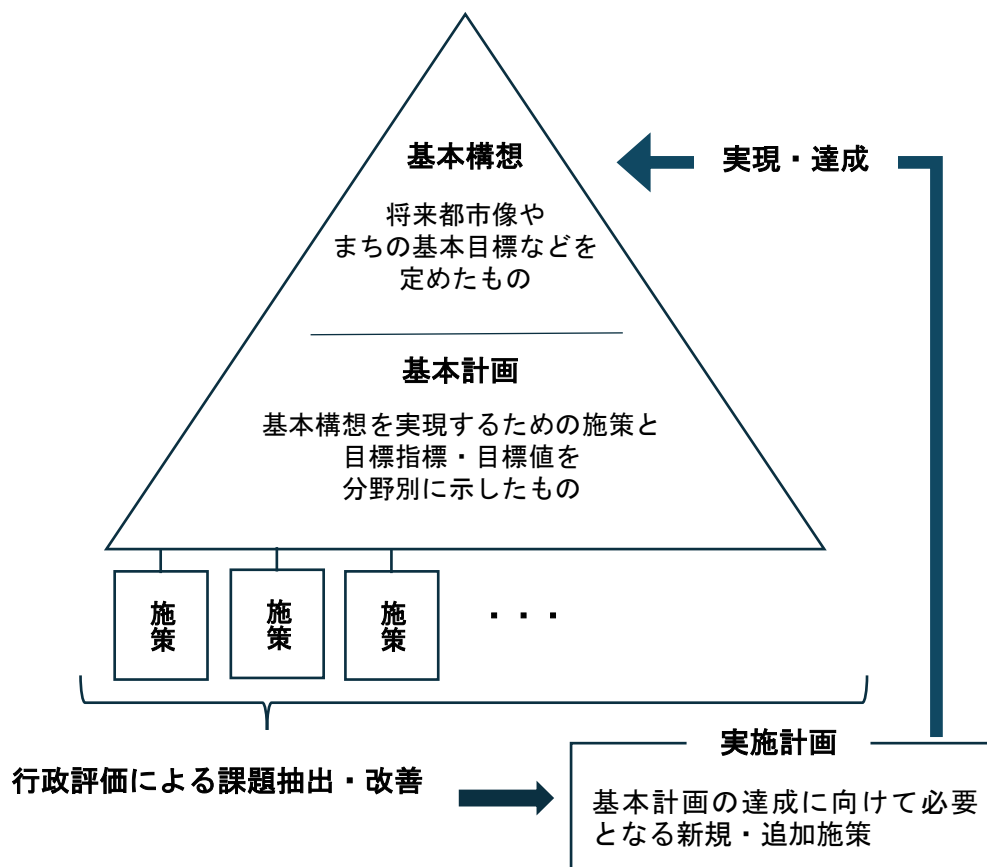 基本構想
実現・達成
将来都市像や
まちの基本目標などを
定めたもの
基本計画
基本構想を実現するための施策と
目標指標・目標値を
分野別に示したもの
施策
施策
施策
・・・
行政評価による課題抽出・改善
実施計画
基本計画の達成に向けて必要
となる新規・追加施策